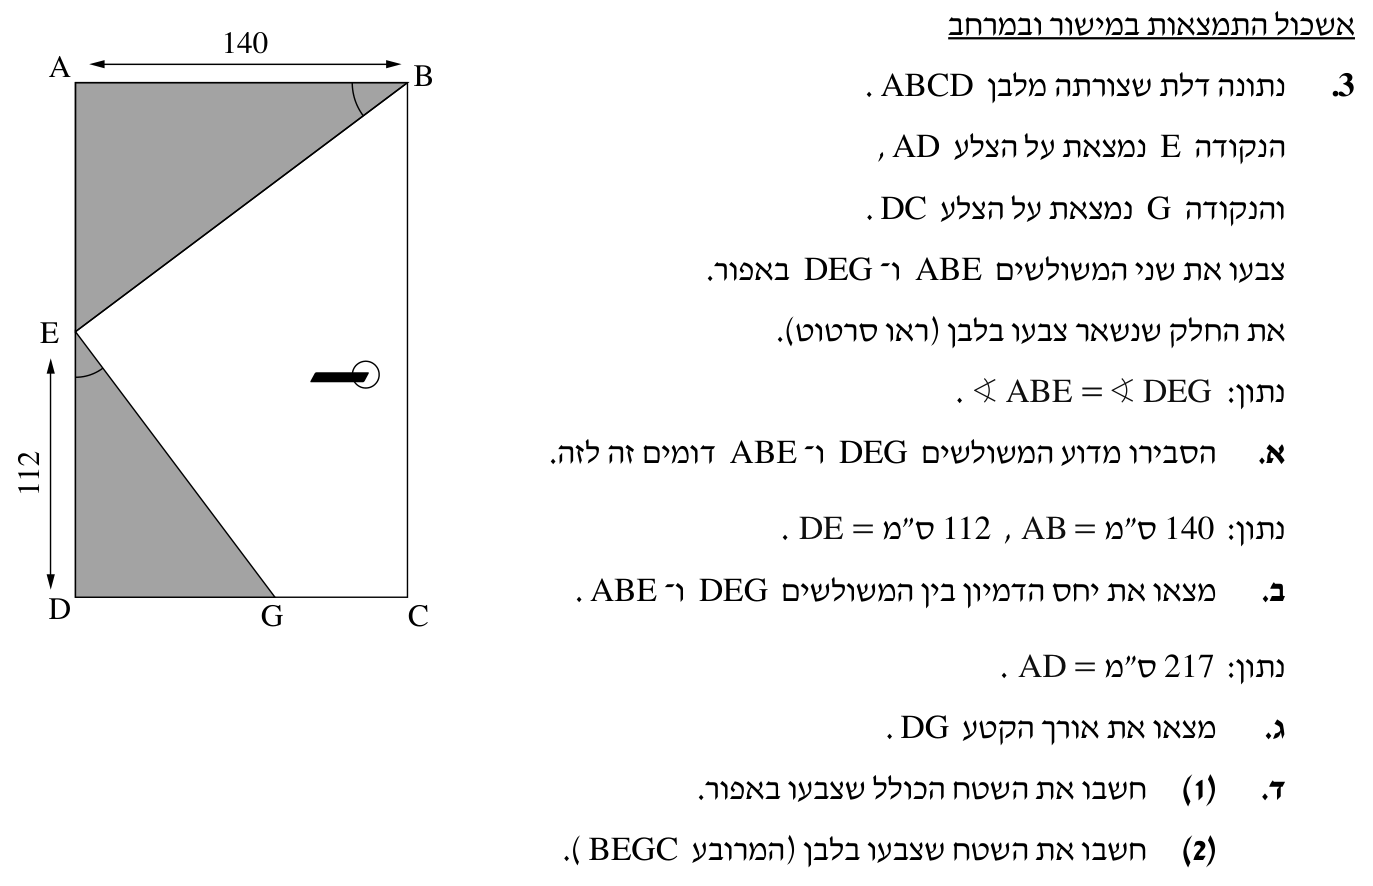 אשכול התמצאות במישור ובמרחב
3. נתונה דלת שצורתה מלבן ABCD .
הנקודה E נמצאת על הצלע AD ,
והנקודה G נמצאת על הצלע DC .
צבעו את שני המשולשים ABE ו־ DEG באפור.
את החלק שנשאר צבעו בלבן (ראו סרטוט).
נתון: ∢ ABE = ∢ DEG .
א. הסבירו מדוע המשולשים DEG ו־ ABE דומים זה לזה.
נתון: 140 ס״מ = AB , 112 ס״מ = DE .
ב. מצאו את יחס הדמיון בין המשולשים DEG ו־ ABE .
נתון: 217 ס״מ = AD .
ג. מצאו את אורך הקטע DG .
ד. (1) חשבו את השטח הכולל שצבעו באפור.
(2) חשבו את השטח שצבעו בלבן (המרובע BEGC ).
140
A
B
E
112
D
G
C